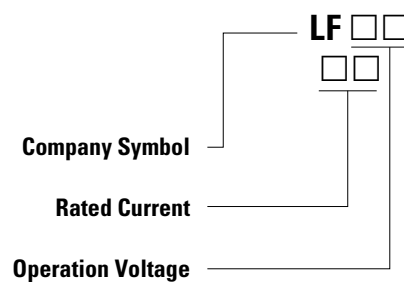 LF □□
□□
Company Symbol
Rated Current
Operation Voltage